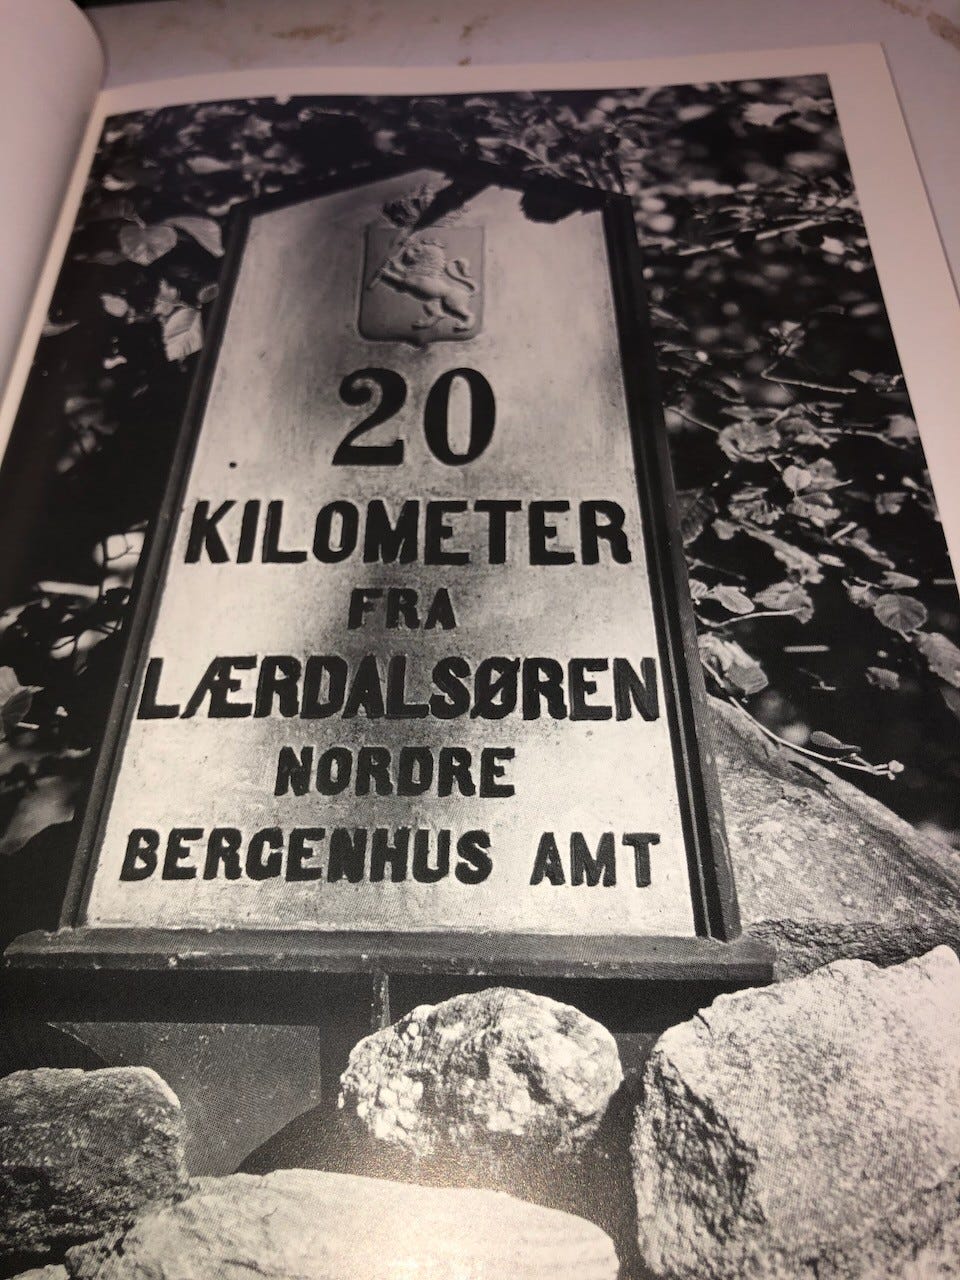 20
KILOMETER
FRA
LÆRDALSØREN
NORDRE
BERGENHUS AMT